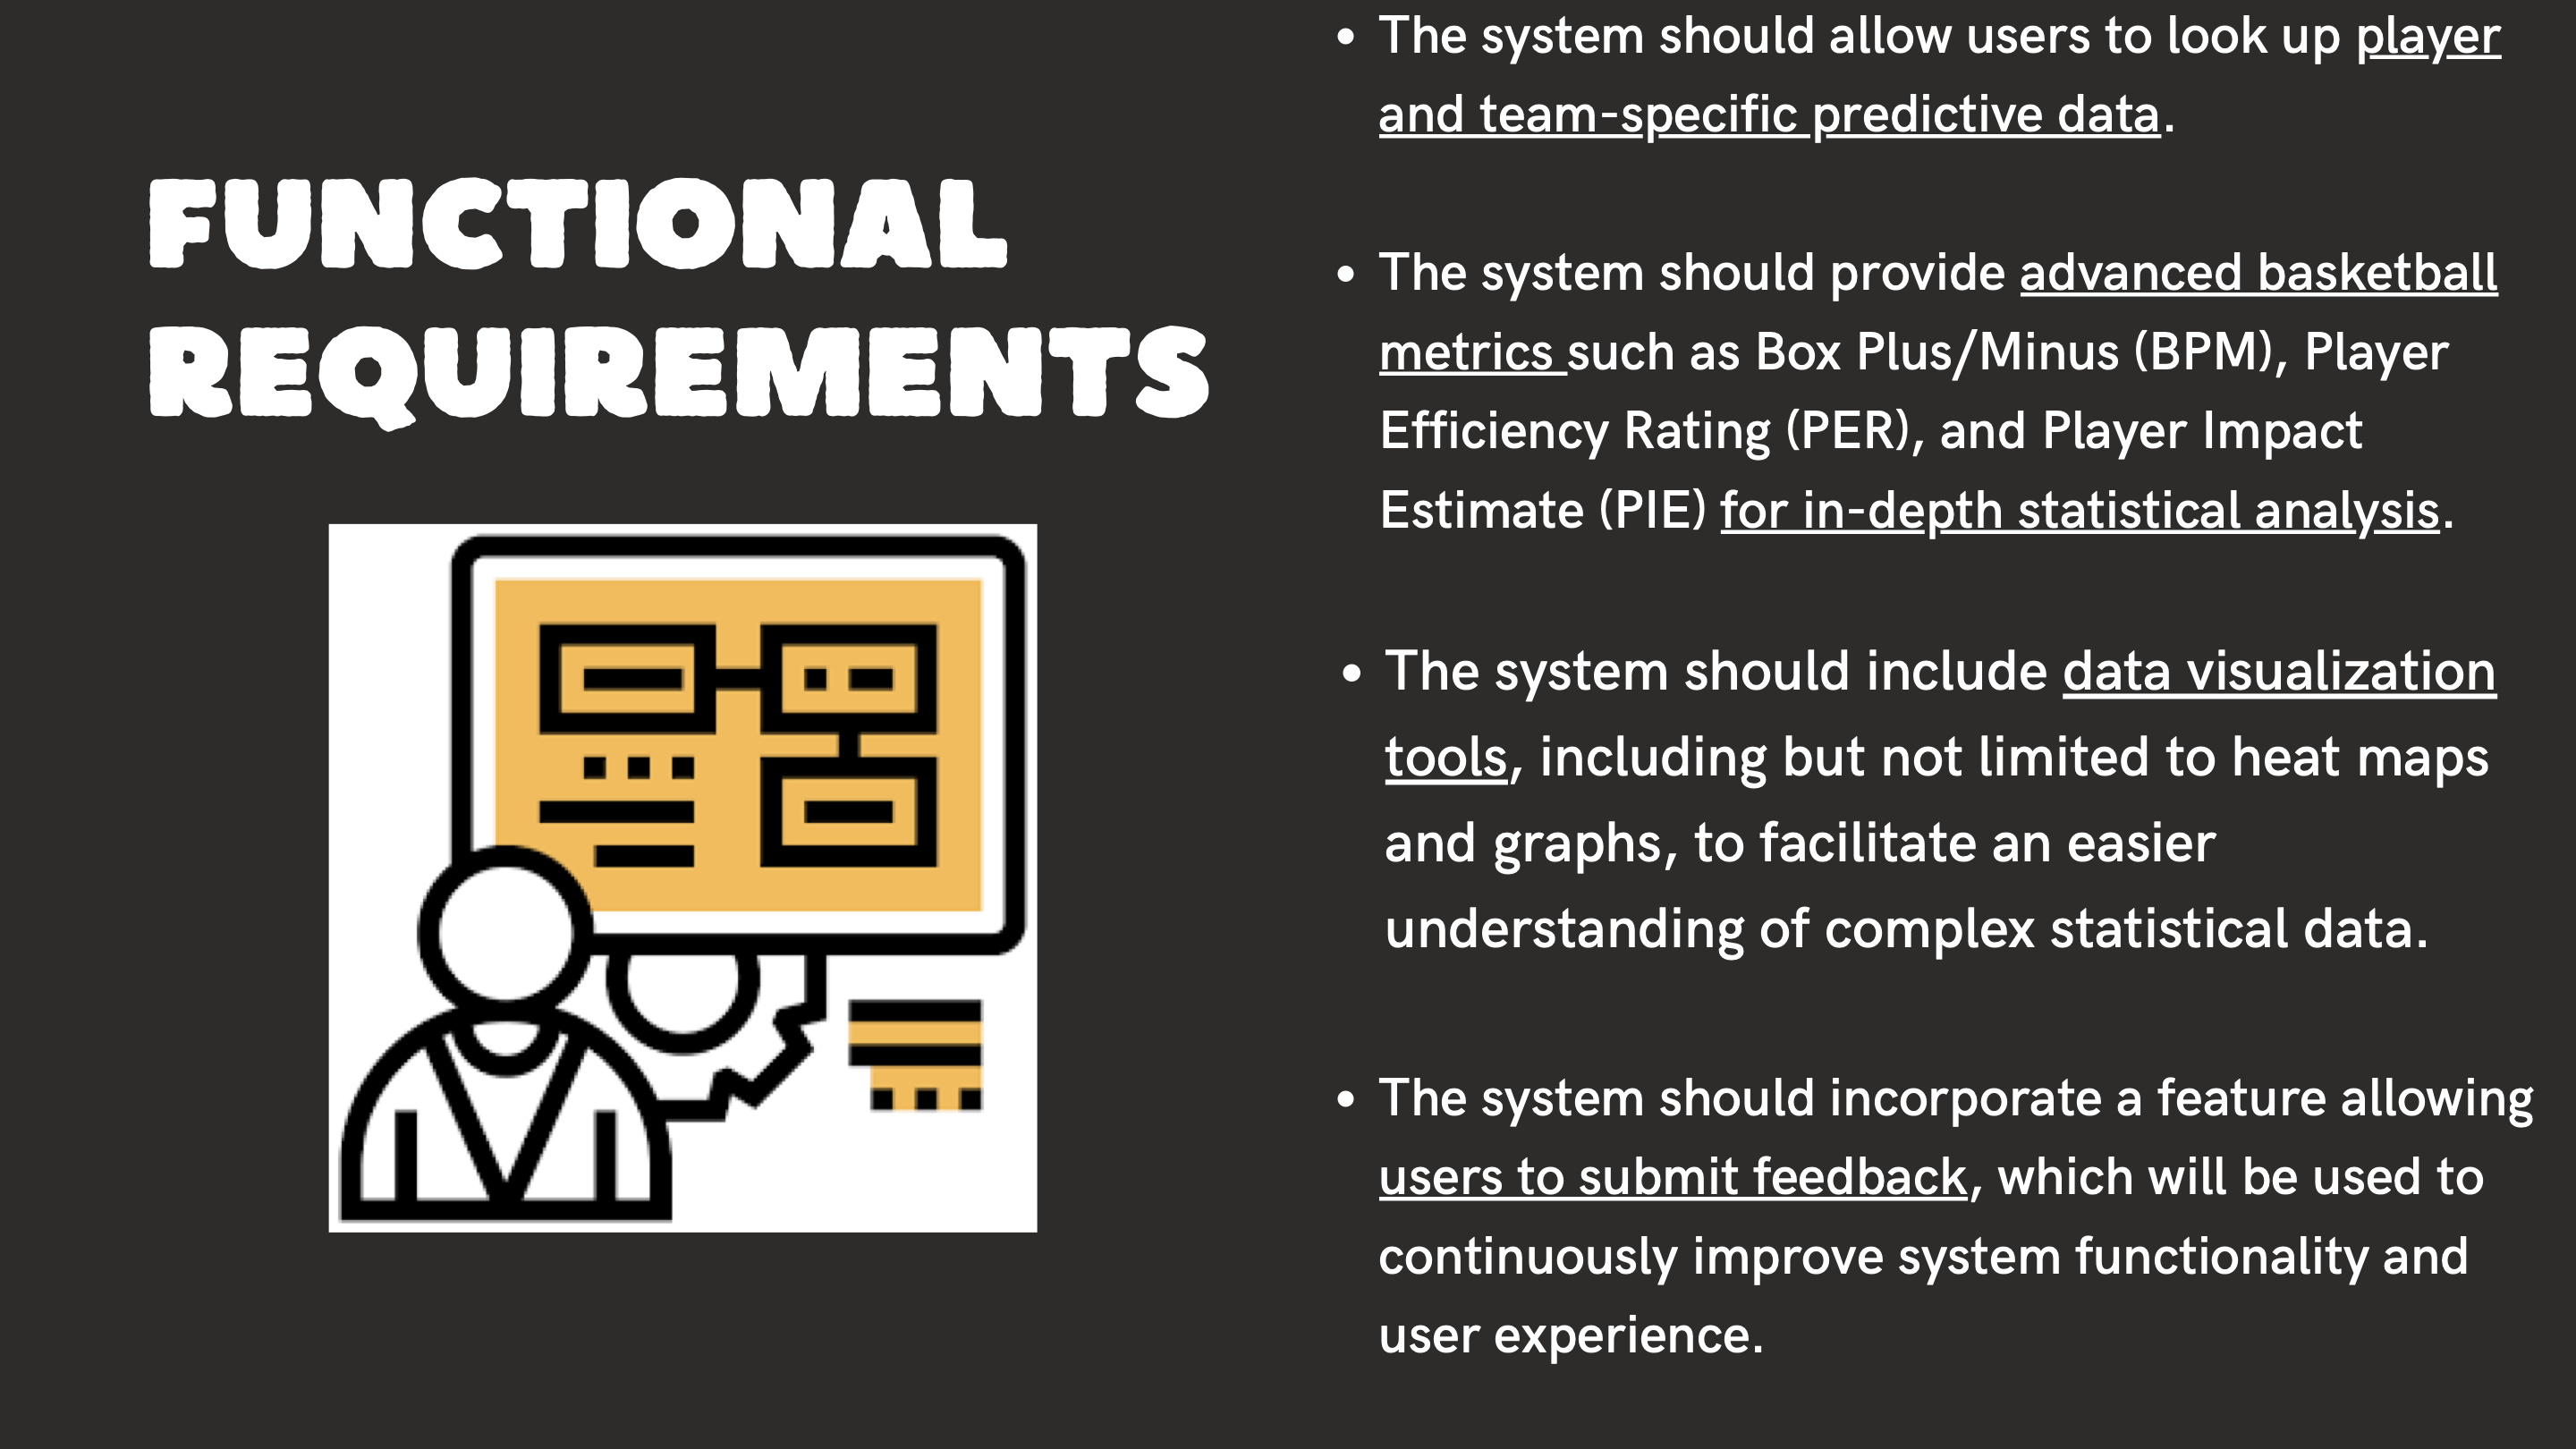 FUNCTIONAL
REQUIREMENTS
• The system should allow users to look up player
and team-specific predictive data.
• The system should provide advanced basketball
metrics such as Box Plus/Minus (BPM), Player
Efficiency Rating (PER), and Player Impact
Estimate (PIE) for in-depth statistical analysis.
• The system should include data visualization
tools, including but not limited to heat maps
and graphs, to facilitate an easier
understanding of complex statistical data.
• The system should incorporate a feature allowing
users to submit feedback, which will be used to
continuously improve system functionality and
user experience.